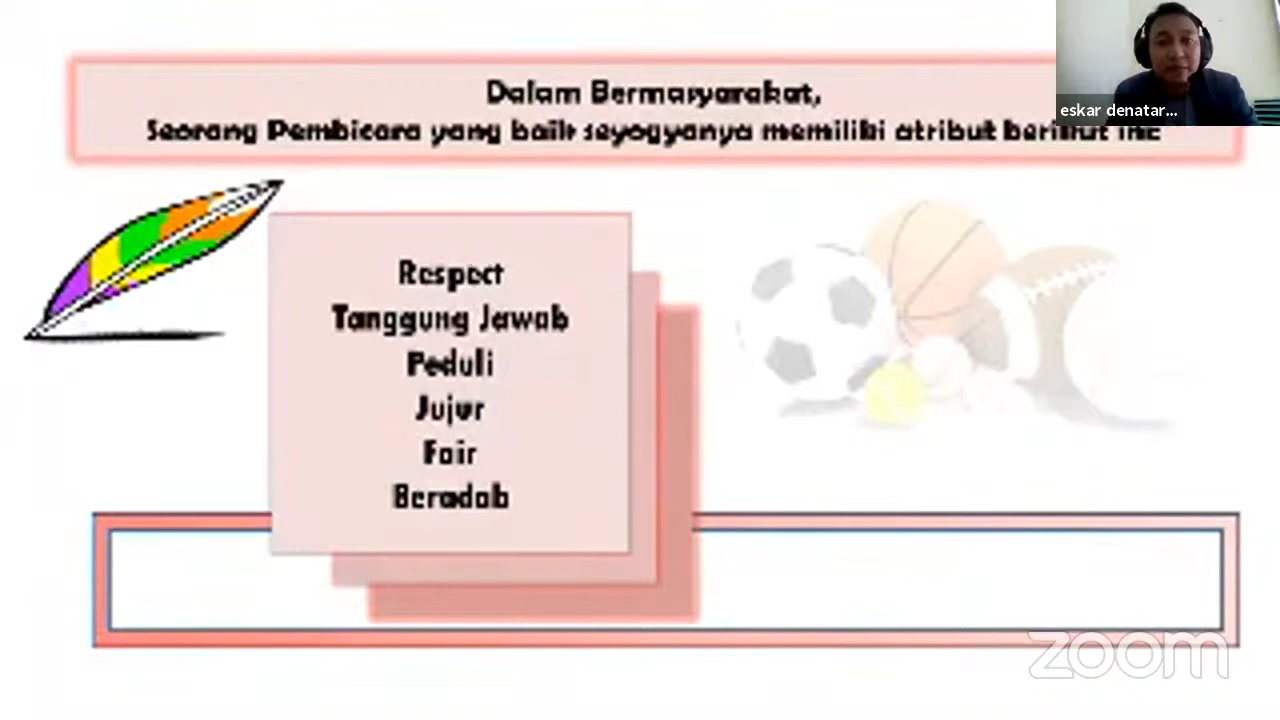 Dalam Bermasyarakat,
Seorang Pembicara yang baik seyogyanya memiliki atribut berikut ini
eskar denatar...
Respect
Tanggung Jawab
Peduli
Jujur
Fair
Beradab
zoom